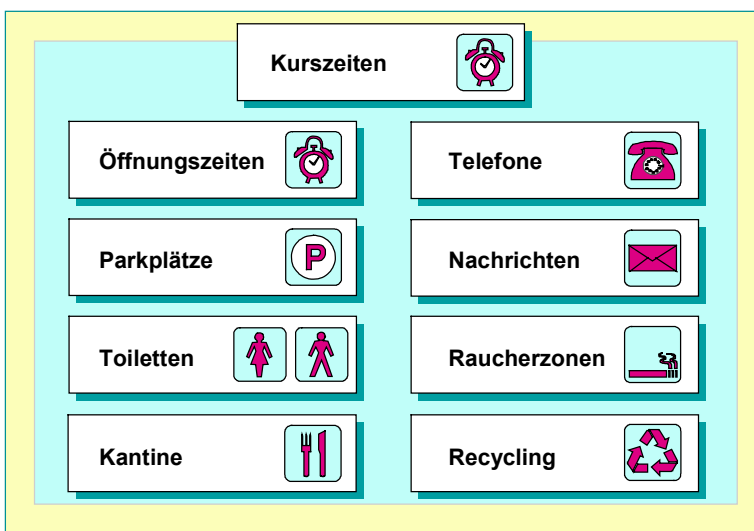 Kurszeiten
Öffnungszeiten
Telefone
Parkplätze
P
Nachrichten
Toiletten
Raucherzonen
Kantine
Recycling